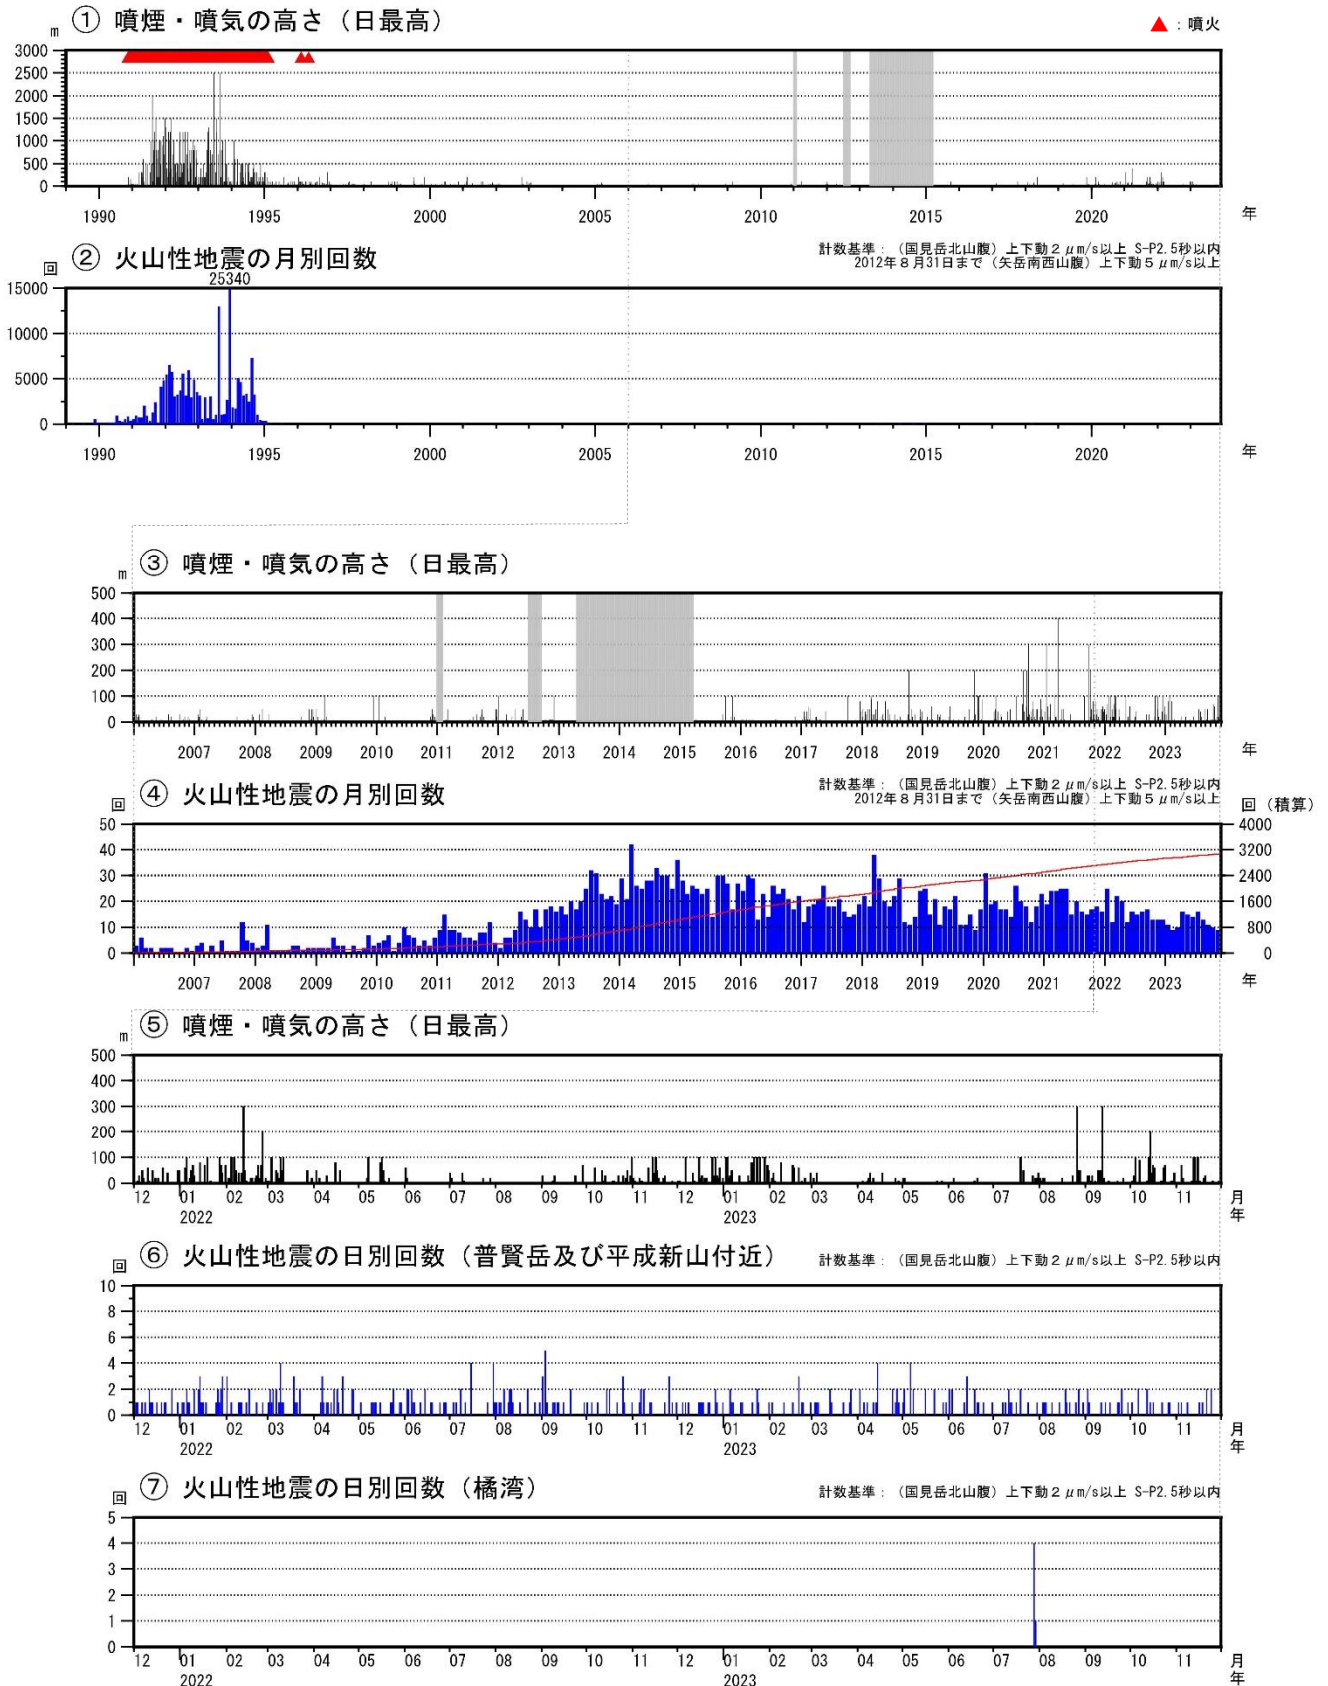 ① 噴煙・噴気の高さ（日最高）
▲：噴火
m
3000
2500
2000
1500
1000
500
0
1990 1995 2000 2005 2010 2015 2020 年
② 火山性地震の月別回数
計数基準：（国見岳北山腹）上下動２μm/s以上 S-P2.5秒以内
2012年８月31日まで（矢岳南西山腹）上下動５μm/s以上
回
25340
15000
10000
5000
0
1990 1995 2000 2005 2010 2015 2020 年
③ 噴煙・噴気の高さ（日最高）
m
500
400
300
200
100
0
2007 2008 2009 2010 2011 2012 2013 2014 2015 2016 2017 2018 2019 2020 2021 2022 2023 年
④ 火山性地震の月別回数
計数基準：（国見岳北山腹）上下動２μm/s以上 S-P2.5秒以内
2012年８月31日まで（矢岳南西山腹）上下動５μm/s以上
回 回（積算）
50 4000
40 3200
30 2400
20 1600
10 800
0 0
2007 2008 2009 2010 2011 2012 2013 2014 2015 2016 2017 2018 2019 2020 2021 2022 2023 年
⑤ 噴煙・噴気の高さ（日最高）
m
500
400
300
200
100
0
12 01 02 03 04 05 06 07 08 09 10 11 12 01 02 03 04 05 06 07 08 09 10 11 月
2022 2023 年
⑥ 火山性地震の日別回数（普賢岳及び平成新山付近）
計数基準：（国見岳北山腹）上下動２μm/s以上 S-P2.5秒以内
回
10
8
6
4
2
0
12 01 02 03 04 05 06 07 08 09 10 11 12 01 02 03 04 05 06 07 08 09 10 11 月
2022 2023 年
⑦ 火山性地震の日別回数（橘湾）
計数基準：（国見岳北山腹）上下動２μm/s以上 S-P2.5秒以内
回
5
4
3
2
1
0
12 01 02 03 04 05 06 07 08 09 10 11 12 01 02 03 04 05 06 07 08 09 10 11 月
2022 2023 年